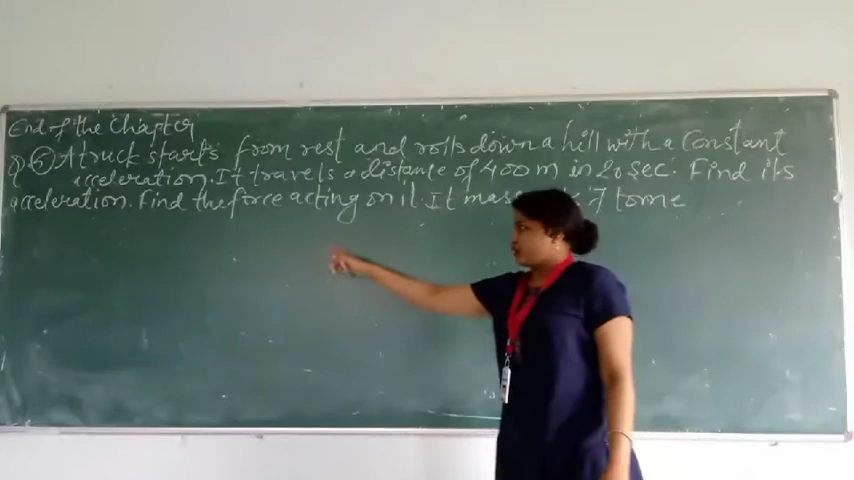 End of the chapter
Q. 5 A truck starts from rest and rolls down a hill with a Constant
acceleration. It travels a distance of 400 m in 20 sec. Find its
acceleration. Find the force acting on it. It mass 7 tonne